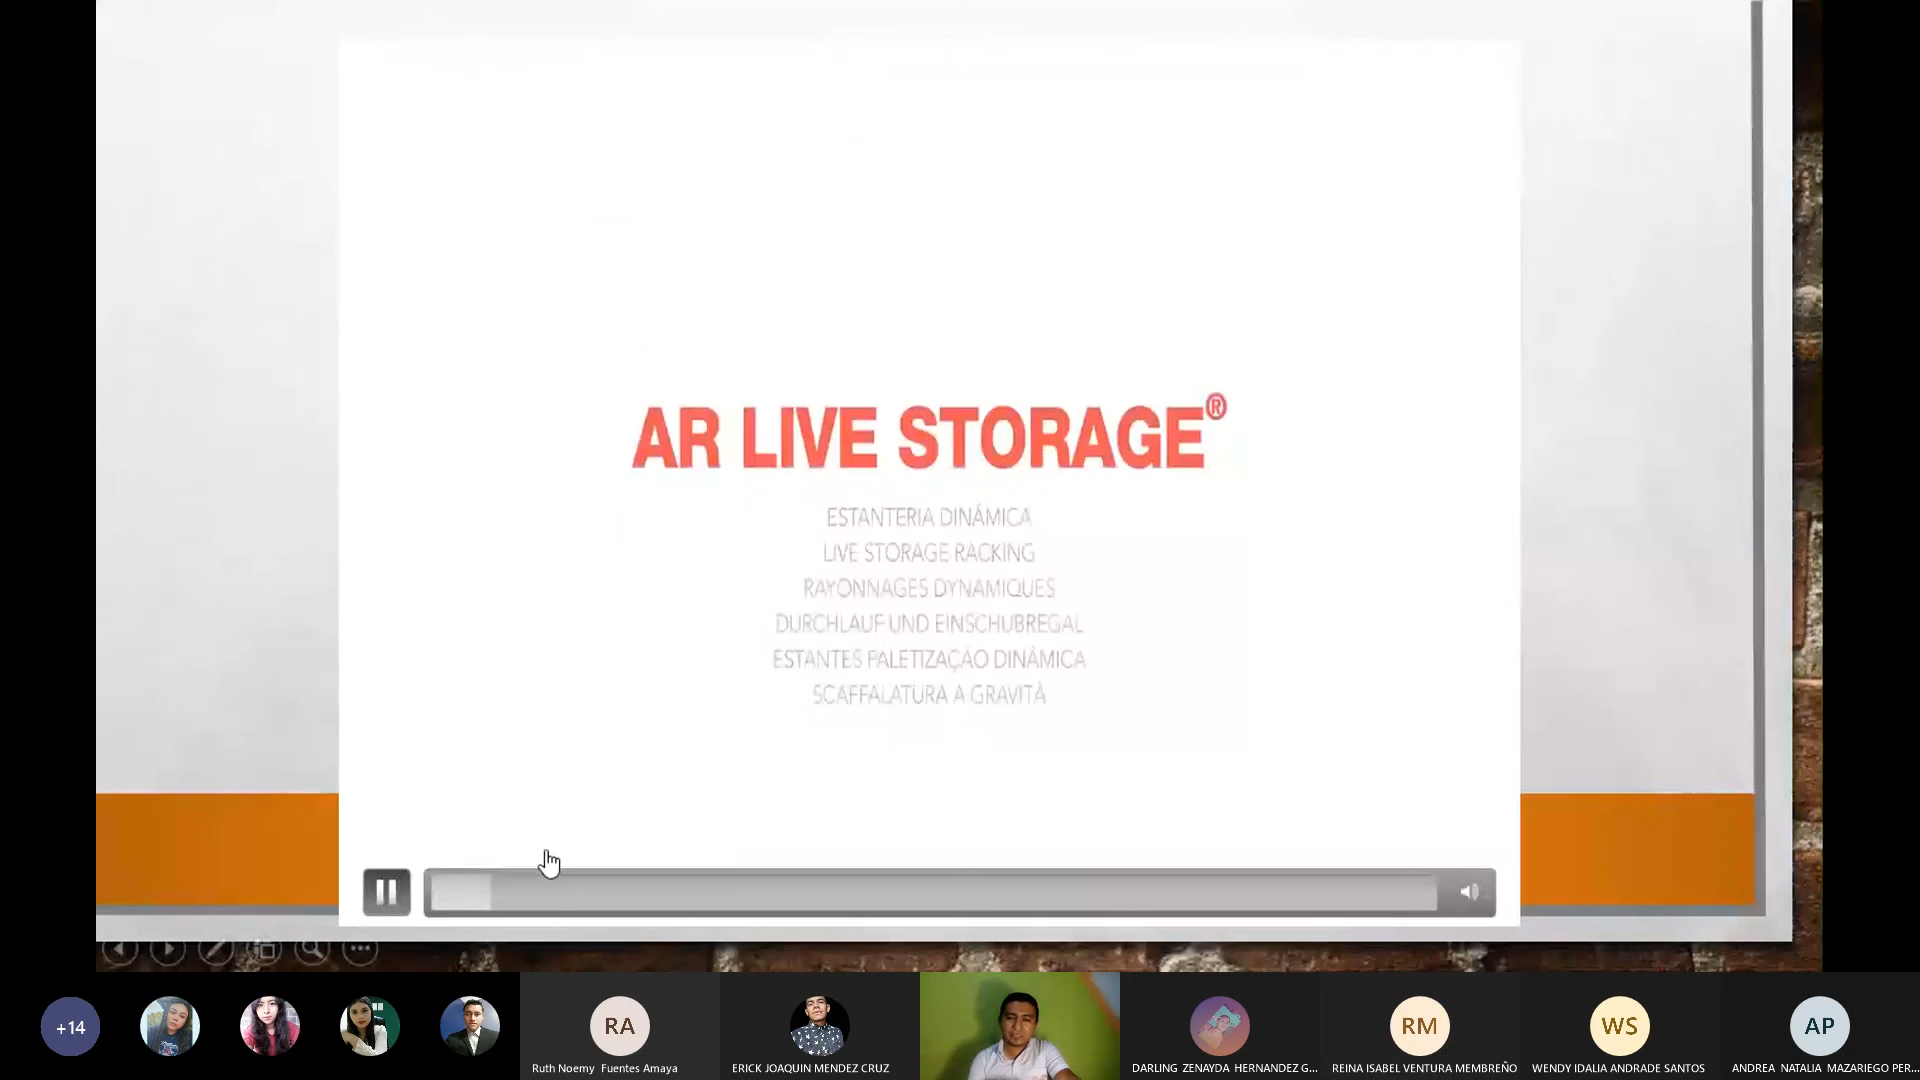 AR LIVE STORAGE®
ESTANTERIA DINÁMICA
LIVE STORAGE RACKING
RAYONNAGES DYNAMIQUES
DURCHLAUF UND EINSCHUBREGAL
ESTANTES PALETIZAÇÃO DINÂMICA
SCAFFALATURA A GRAVITÀ
+14
RA
Ruth Noemy Fuentes Amaya
ERICK JOAQUIN MENDEZ CRUZ
DARLING ZENAYDA HERNANDEZ G...
RM
REINA ISABEL VENTURA MEMBREÑO
WS
WENDY IDALIA ANDRADE SANTOS
AP
ANDREA NATALIA MAZARIEGO PER...